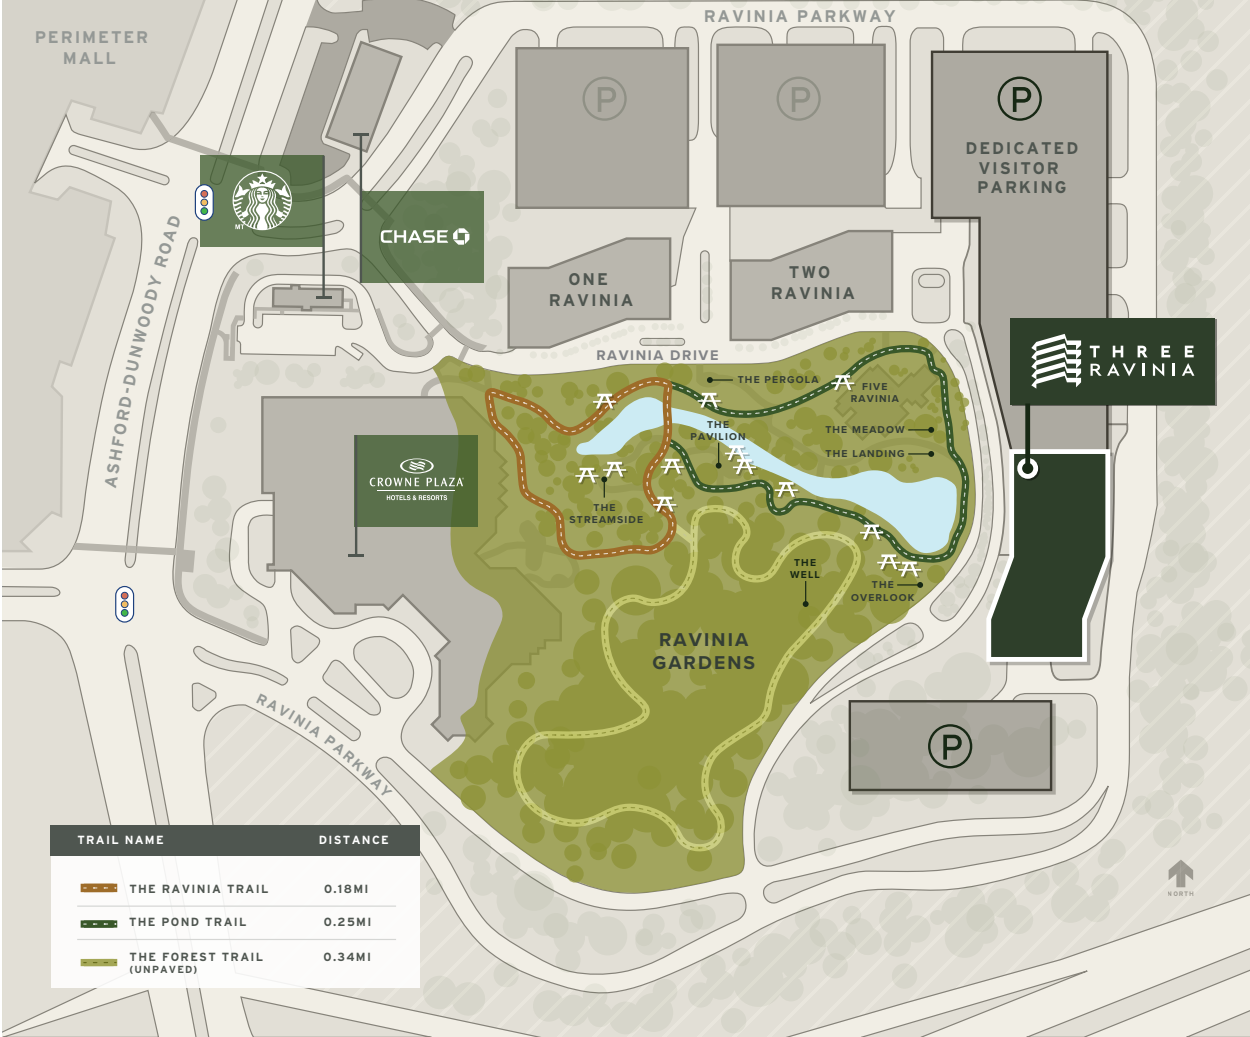 RAVINIA PARKWAY
PERIMETER
MALL
P
P
P
DEDICATED
VISITOR
PARKING
MT
CHASE
ASHFORD-DUNWOODY ROAD
ONE
RAVINIA
TWO
RAVINIA
THREE
RAVINIA
RAVINIA DRIVE
THE PERGOLA
FIVE
RAVINIA
THE
PAVILION
THE MEADOW
THE LANDING
CROWNE PLAZA
HOTELS & RESORTS
THE
STREAMSIDE
THE
WELL
THE
OVERLOOK
RAVINIA
GARDENS
RAVINIA PARKWAY
P
TRAIL NAME DISTANCE
THE RAVINIA TRAIL 0.18MI
THE POND TRAIL 0.25MI
THE FOREST TRAIL 0.34MI
(UNPAVED)
NORTH